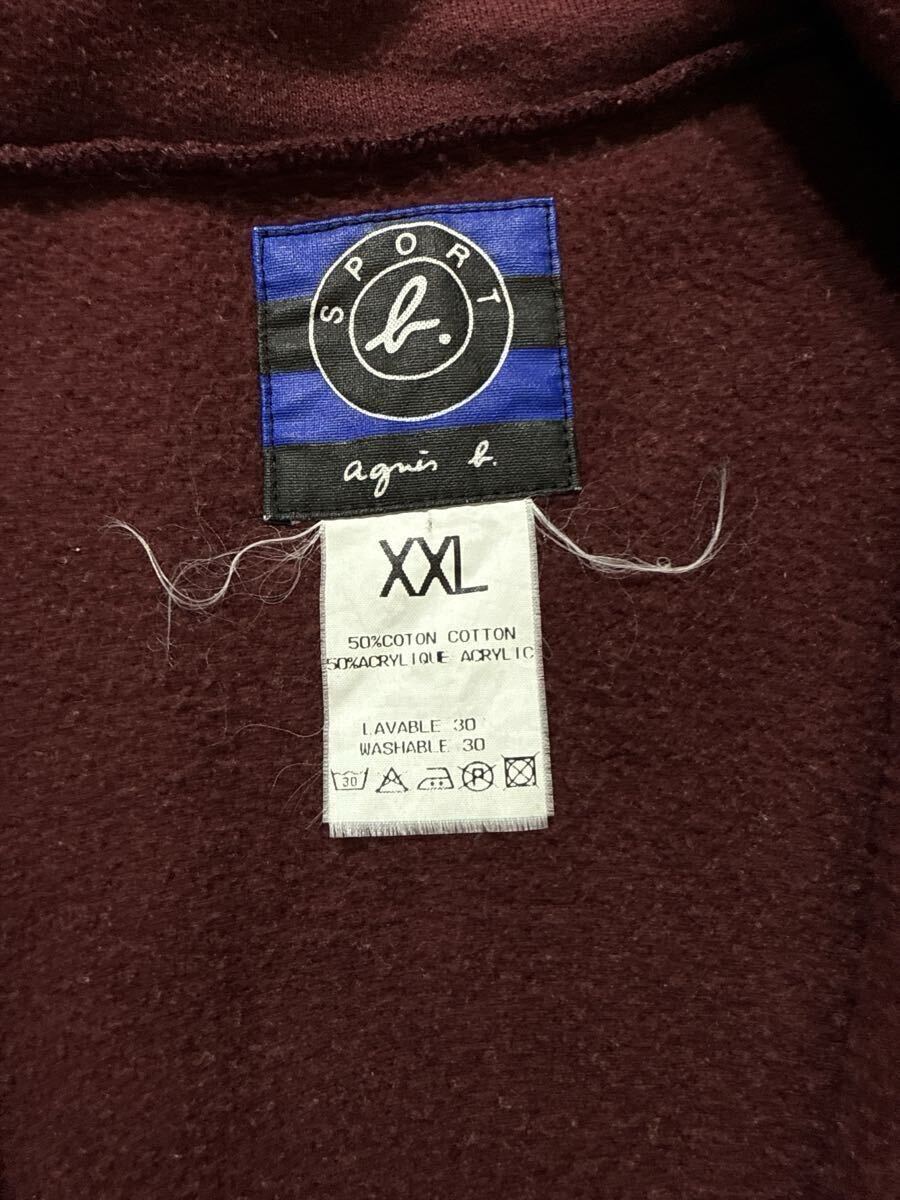 SPORT
b.
agnès b.
XXL
50%COTON COTTON
50%ACRYLIQUE ACRYLIC
LAVABLE 30
WASHABLE 30
30 P